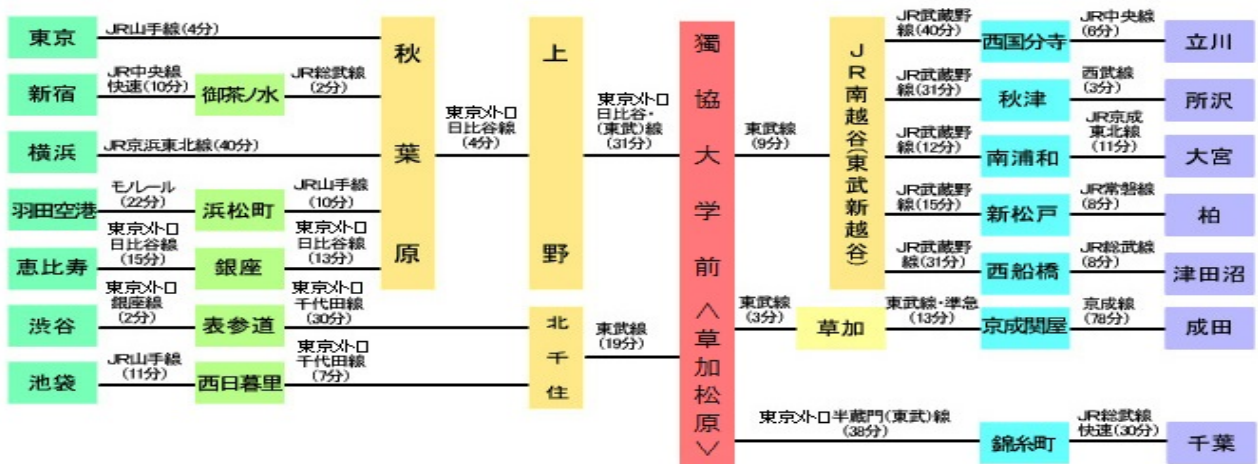 東京
JR山手線(4分)
新宿
JR中央線
快速(10分)
御茶ノ水
JR総武線
(2分)
横浜
JR京浜東北線(40分)
羽田空港
モノレール
(22分)
浜松町
JR山手線
(10分)
恵比寿
東京メトロ
日比谷線
(15分)
銀座
東京メトロ
日比谷線
(13分)
渋谷
東京メトロ
銀座線
(2分)
表参道
東京メトロ
千代田線
(30分)
池袋
JR山手線
(11分)
西日暮里
東京メトロ
千代田線
(7分)
秋葉原
東京メトロ
日比谷線
(4分)
上野
東京メトロ
日比谷・
(東武)線
(31分)
北千住
東武線
(19分)
獨協大学前〈草加松原〉
東武線
(9分)
JR南越谷(東武新越谷)
JR武蔵野
線(40分)
西国分寺
JR中央線
(6分)
立川
JR武蔵野
線(31分)
秋津
西武線
(3分)
所沢
JR武蔵野
線(12分)
南浦和
JR京成
東北線
(11分)
大宮
JR武蔵野
線(15分)
新松戸
JR常磐線
(8分)
柏
JR武蔵野
線(31分)
西船橋
JR総武線
(8分)
津田沼
東武線
(3分)
草加
東武線・準急
(13分)
京成関屋
京成線
(78分)
成田
東京メトロ半蔵門(東武)線
(38分)
錦糸町
JR総武線
快速(30分)
千葉